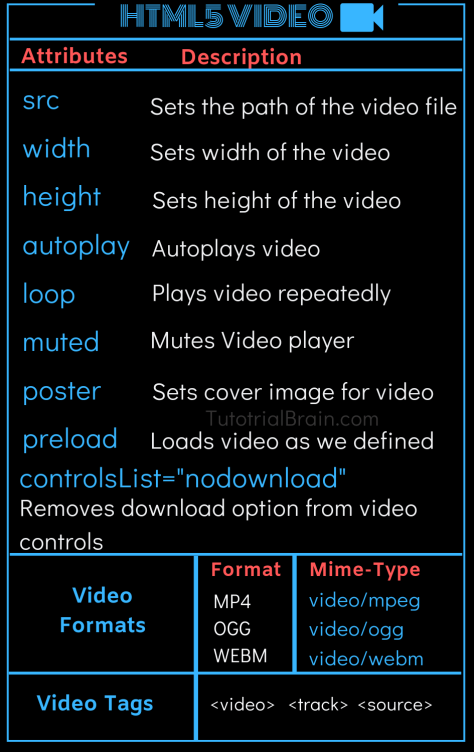 HTML5 VIDEO
Attributes Description
src Sets the path of the video file
width Sets width of the video
height Sets height of the video
autoplay Autoplays video
loop Plays video repeatedly
muted Mutes Video player
poster Sets cover image for video
TutotrialBrain.com
preload Loads video as we defined
controlsList="nodownload"
Removes download option from video
controls
Video
Formats
Format Mime-Type
MP4 video/mpeg
OGG video/ogg
WEBM video/webm
Video Tags <video> <track> <source>